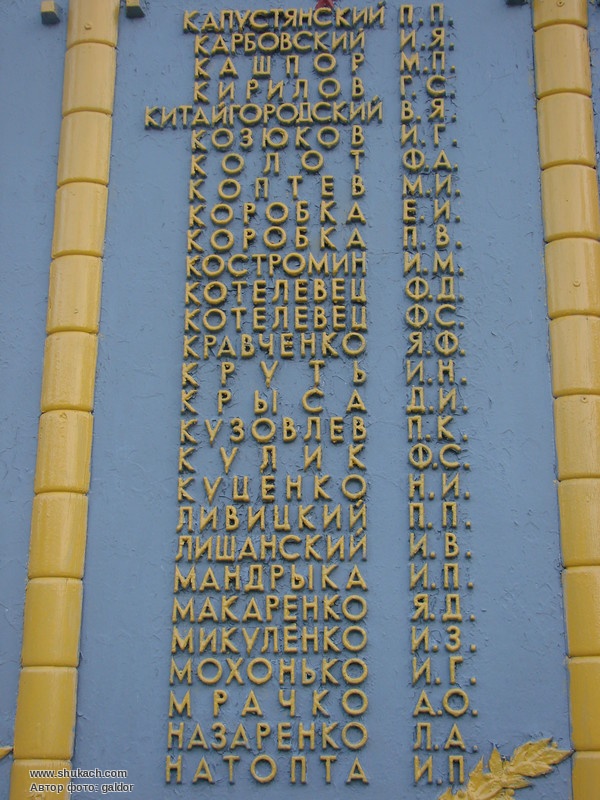 КАПУСТЯНСКИЙ П.П.
КАРБОВСКИЙ И.Я.
КАШПОР М.П.
КИРИЛОВ Г.С.
КИТАЙГОРОДСКИЙ В.Я.
КОЗЮКОВ И.Г.
КОЛОТ Ф.А.
КОПТЕВ М.И.
КОРОБКА Е.И.
КОРОБКА П.В.
КОСТРОМИН И.М.
КОТЕЛЕВЕЦ Ф.Д.
КОТЕЛЕВЕЦ Ф.С.
КРАВЧЕНКО Я.Ф.
КРУТЬ И.Н.
КРЫСА Д.И.
КУЗОВЛЕВ П.К.
КУЛИК Ф.С.
КУЦЕНКО Н.И.
ЛИВИЦКИЙ П.П.
ЛИЩАНСКИЙ И.В.
МАНДРЫКА И.П.
МАКАРЕНКО Я.Д.
МИКУЛЕНКО И.З.
МОХОНЬКО И.Г.
МРАЧКО А.О.
НАЗАРЕНКО Л.А.
НАТОПТА И.П
www.shukach.com
Автор фото: galdor